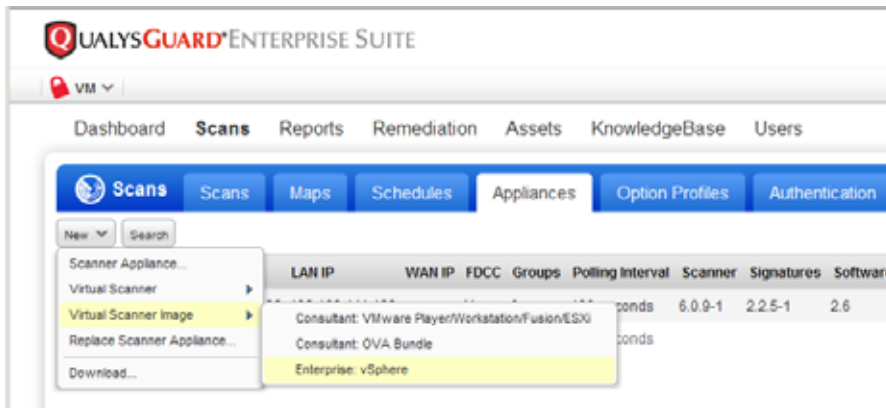 QUALYSGUARD® ENTERPRISE SUITE
VM
Dashboard Scans Reports Remediation Assets KnowledgeBase Users
Scans Scans Maps Schedules Appliances Option Profiles Authentication
New Search
LAN IP WAN IP FDCC Groups Polling Interval Scanner Signatures Software
Scanner Appliance...
Virtual Scanner
Virtual Scanner Image
Replace Scanner Appliance...
Download...
Consultant: VMware Player/Workstation/Fusion/ESXi
Consultant: OVA Bundle
Enterprise: vSphere
6.0.9-1 2.2.5-1 2.6